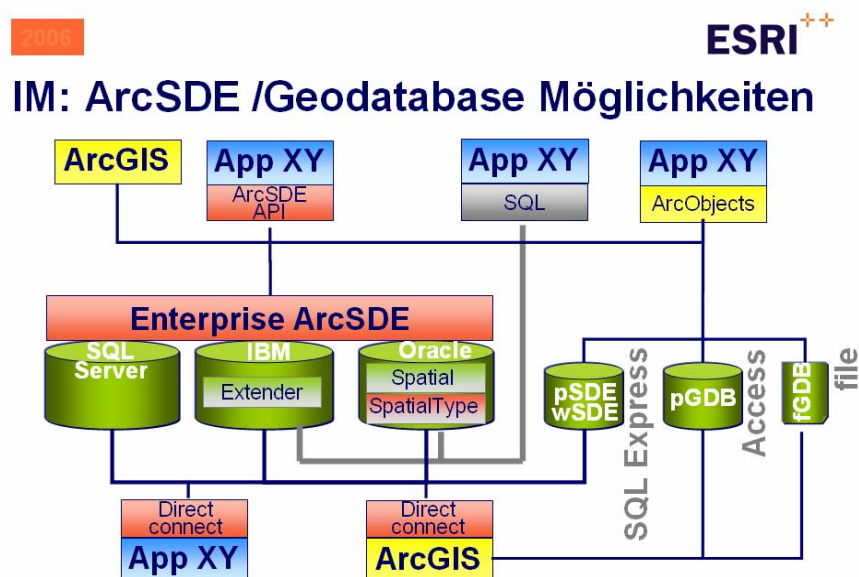 2006
ESRI++
IM: ArcSDE /Geodatabase Möglichkeiten
ArcGIS
App XY
ArcSDE
API
App XY
SQL
App XY
ArcObjects
Enterprise ArcSDE
SQL
Server
IBM
Extender
Oracle
Spatial
SpatialType
pSDE
wSDE
SQL Express
pGDB
Access
fGDB
file
Direct
connect
App XY
Direct
connect
ArcGIS